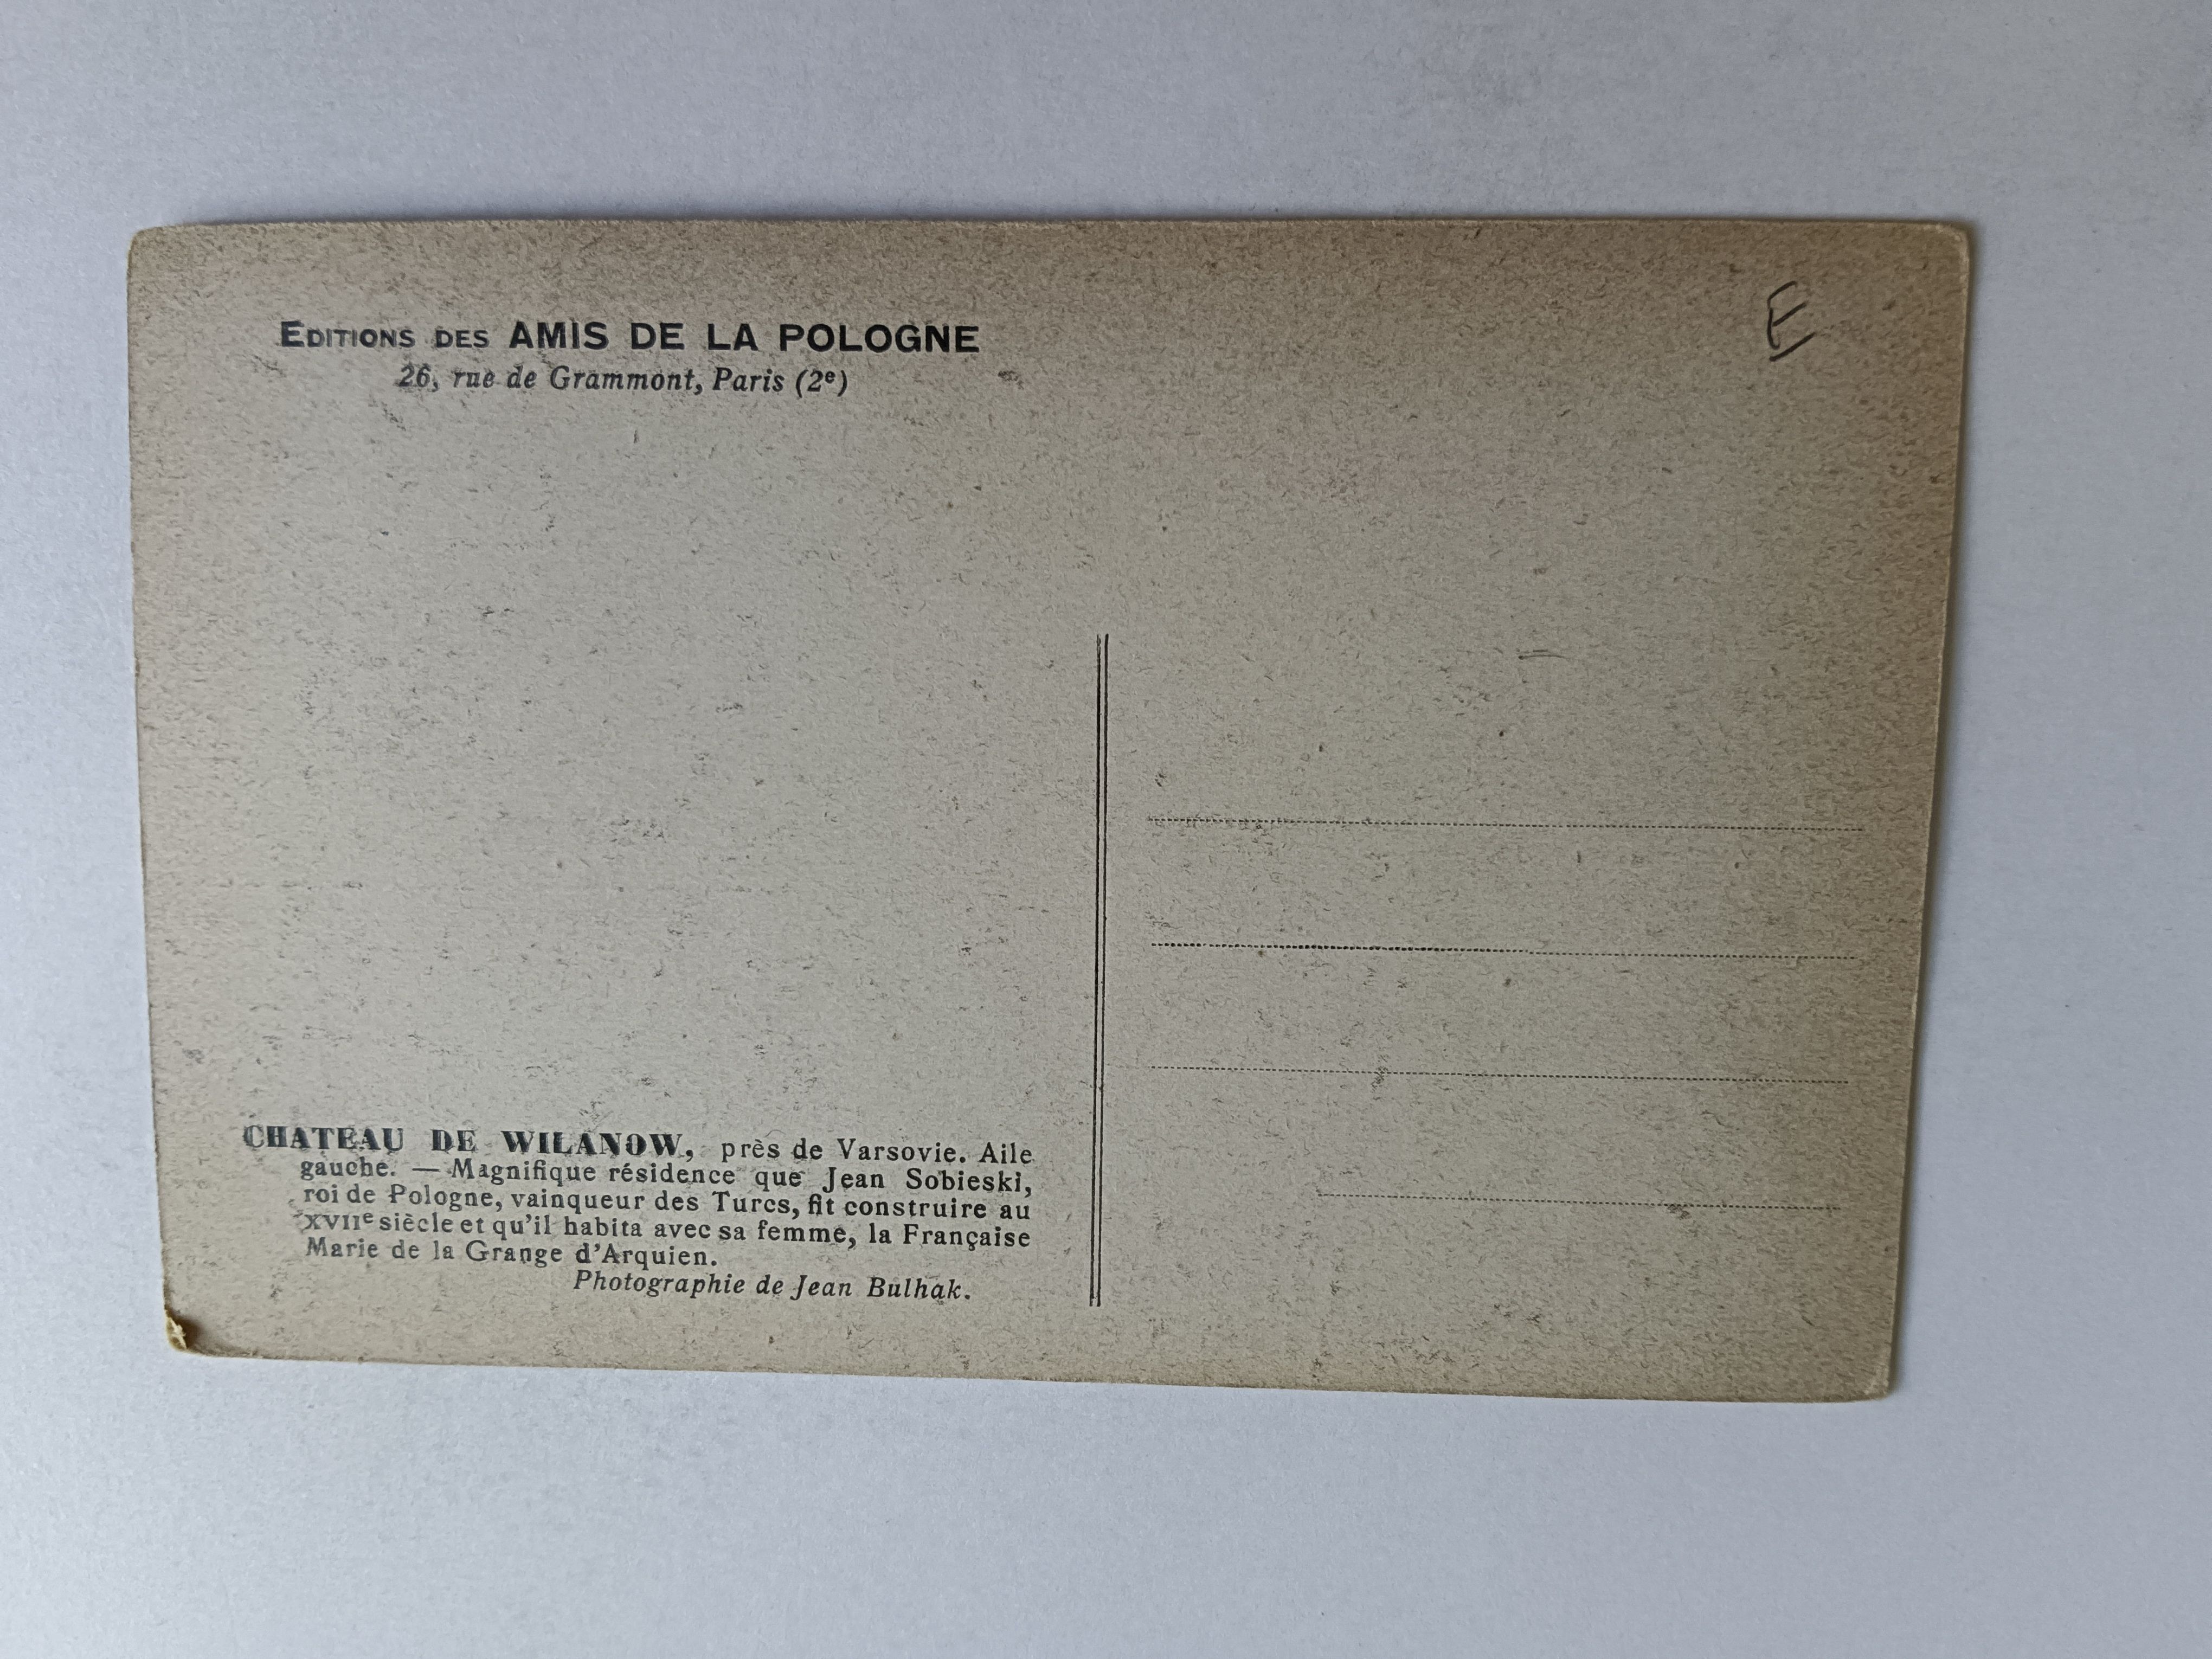 EDITIONS DES AMIS DE LA POLOGNE
26, rue de Grammont, Paris (2e)
E
CHATEAU DE WILANOW, près de Varsovie. Aile
gauche. — Magnifique résidence que Jean Sobieski,
roi de Pologne, vainqueur des Turcs, fit construire au
XVIIe siècle et qu'il habita avec sa femme, la Française
Marie de la Grange d'Arquien.
Photographie de Jean Bulhak.